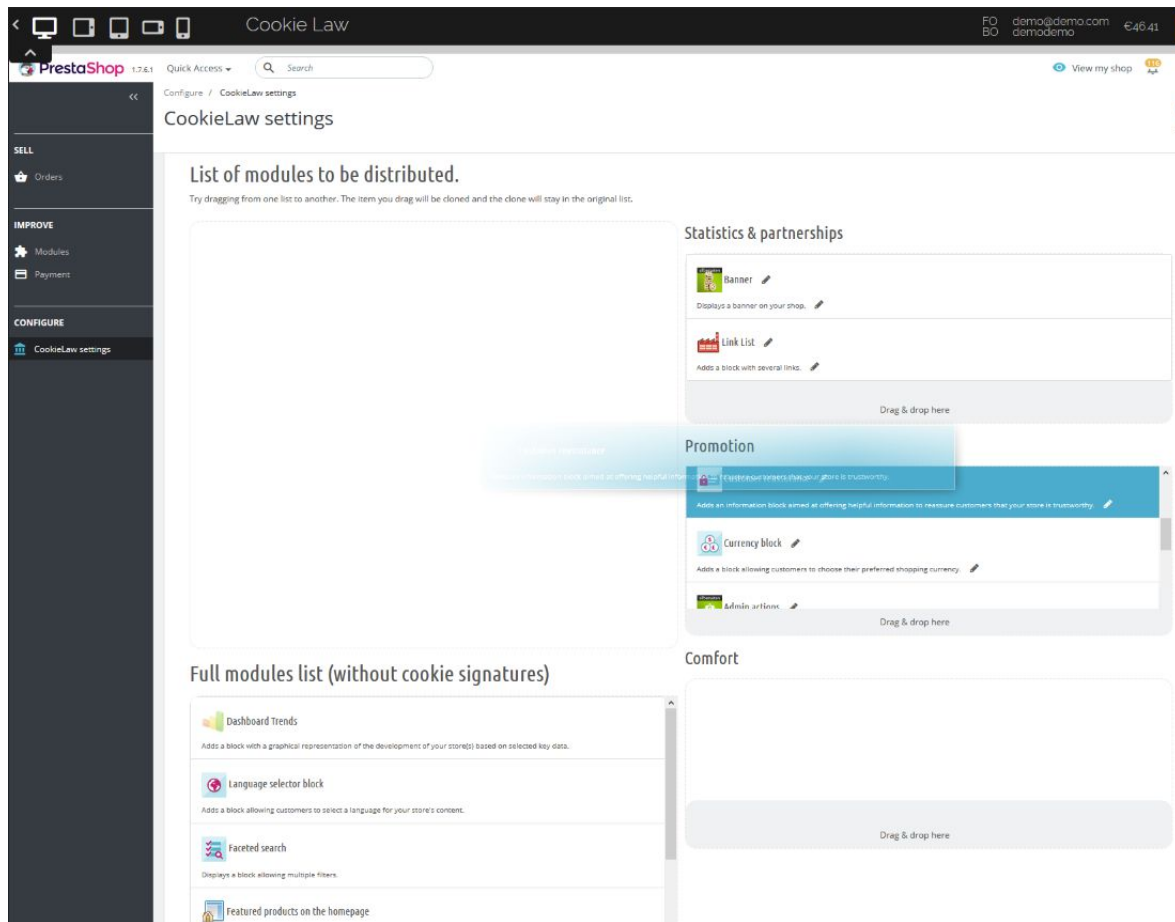 Cookie Law
FO demo@demo.com
BO demodemo
€46.41
PrestaShop 1.7.6.1
Quick Access
Search
View my shop
116
Configure / CookieLaw settings
CookieLaw settings
SELL
Orders
IMPROVE
Modules
Payment
CONFIGURE
CookieLaw settings
List of modules to be distributed.
Try dragging from one list to another. The item you drag will be cloned and the clone will stay in the original list.
Statistics & partnerships
Banner
Displays a banner on your shop.
Link List
Adds a block with several links.
Drag & drop here
Promotion
Adds an information block aimed at offering helpful information to reassure customers that your store is trustworthy.
Currency block
Adds a block allowing customers to choose their preferred shopping currency.
Admin actions
Drag & drop here
Comfort
Drag & drop here
Full modules list (without cookie signatures)
Dashboard Trends
Adds a block with a graphical representation of the development of your store(s) based on selected key data.
Language selector block
Adds a block allowing customers to select a language for your store's content.
Faceted search
Displays a block allowing multiple filters.
Featured products on the homepage